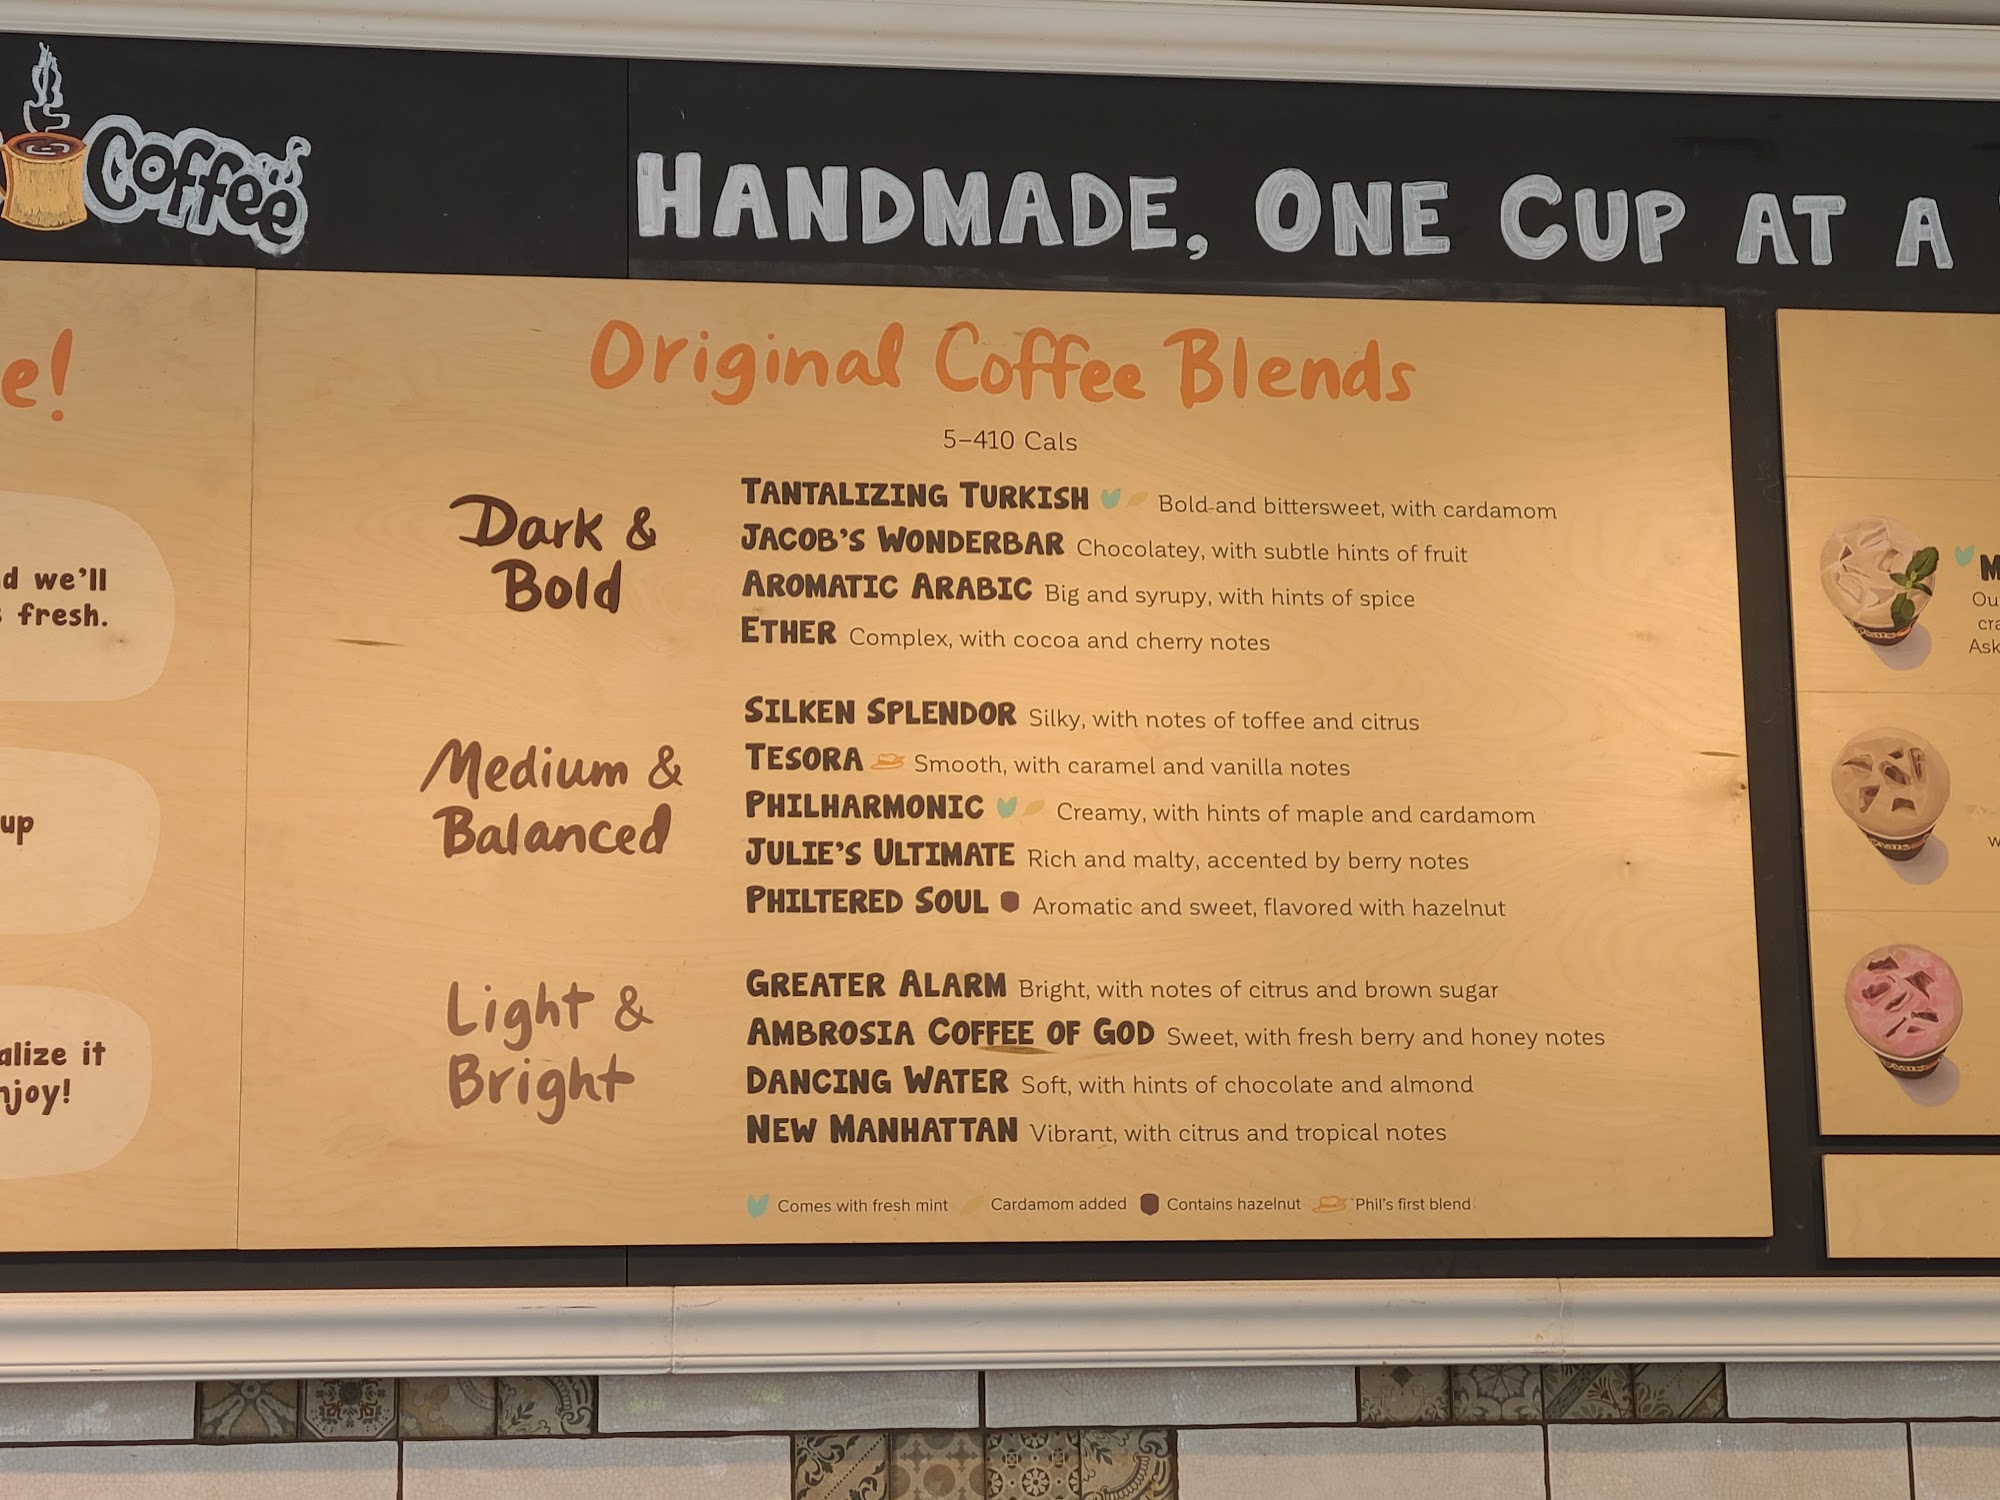 Coffee
HANDMADE, ONE CUP AT A
e!
d we'll
s fresh.
up
alize it
njoy!
Original Coffee Blends
5–410 Cals
Dark &
Bold
TANTALIZING TURKISH Bold and bittersweet, with cardamom
JACOB'S WONDERBAR Chocolatey, with subtle hints of fruit
AROMATIC ARABIC Big and syrupy, with hints of spice
ETHER Complex, with cocoa and cherry notes
Medium &
Balanced
SILKEN SPLENDOR Silky, with notes of toffee and citrus
TESORA Smooth, with caramel and vanilla notes
PHILHARMONIC Creamy, with hints of maple and cardamom
JULIE'S ULTIMATE Rich and malty, accented by berry notes
PHILTERED SOUL Aromatic and sweet, flavored with hazelnut
Light &
Bright
GREATER ALARM Bright, with notes of citrus and brown sugar
AMBROSIA COFFEE OF GOD Sweet, with fresh berry and honey notes
DANCING WATER Soft, with hints of chocolate and almond
NEW MANHATTAN Vibrant, with citrus and tropical notes
Comes with fresh mint Cardamom added Contains hazelnut Phil's first blend
M
Ou
cra
Ask
w